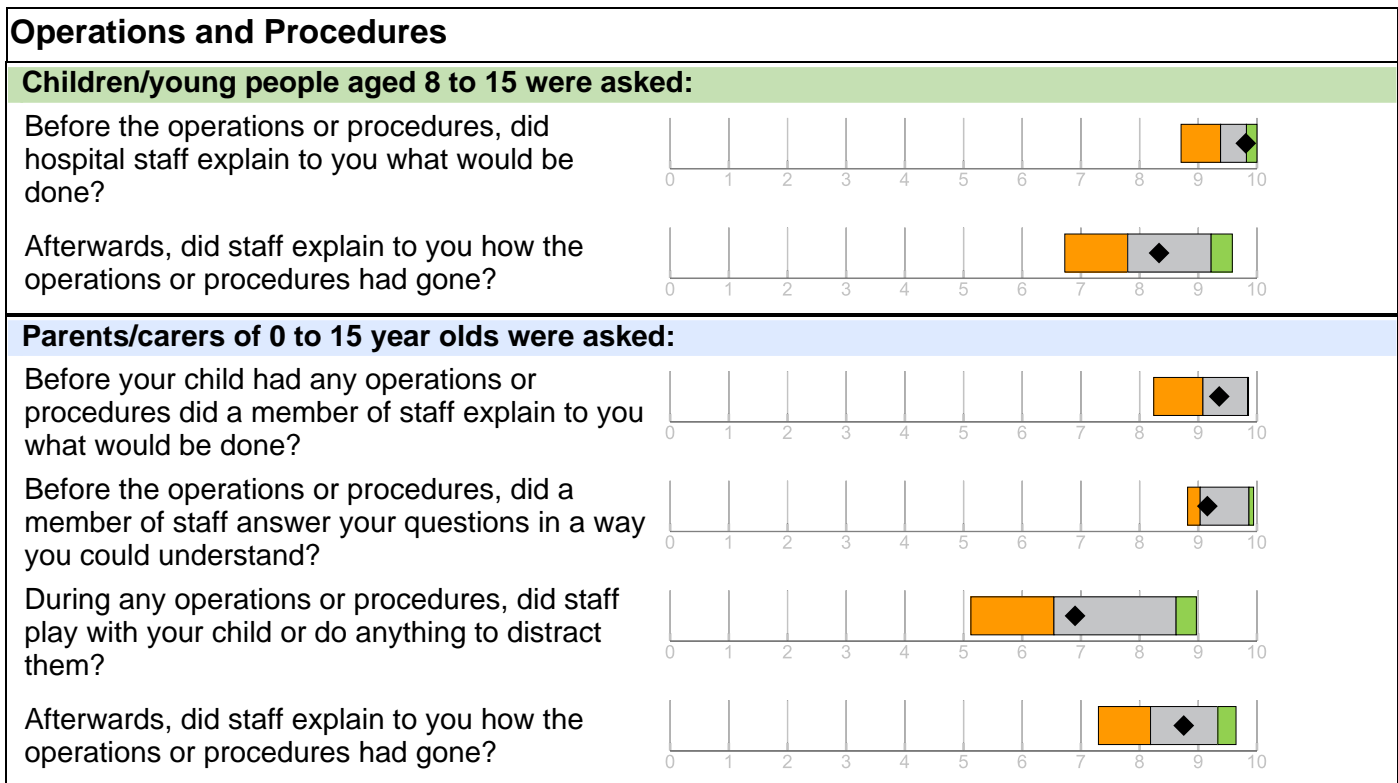 Operations and Procedures
Children/young people aged 8 to 15 were asked:
Before the operations or procedures, did
hospital staff explain to you what would be
done?
0 1 2 3 4 5 6 7 8 9 10
Afterwards, did staff explain to you how the
operations or procedures had gone?
0 1 2 3 4 5 6 7 8 9 10
Parents/carers of 0 to 15 year olds were asked:
Before your child had any operations or
procedures did a member of staff explain to you
what would be done?
0 1 2 3 4 5 6 7 8 9 10
Before the operations or procedures, did a
member of staff answer your questions in a way
you could understand?
0 1 2 3 4 5 6 7 8 9 10
During any operations or procedures, did staff
play with your child or do anything to distract
them?
0 1 2 3 4 5 6 7 8 9 10
Afterwards, did staff explain to you how the
operations or procedures had gone?
0 1 2 3 4 5 6 7 8 9 10